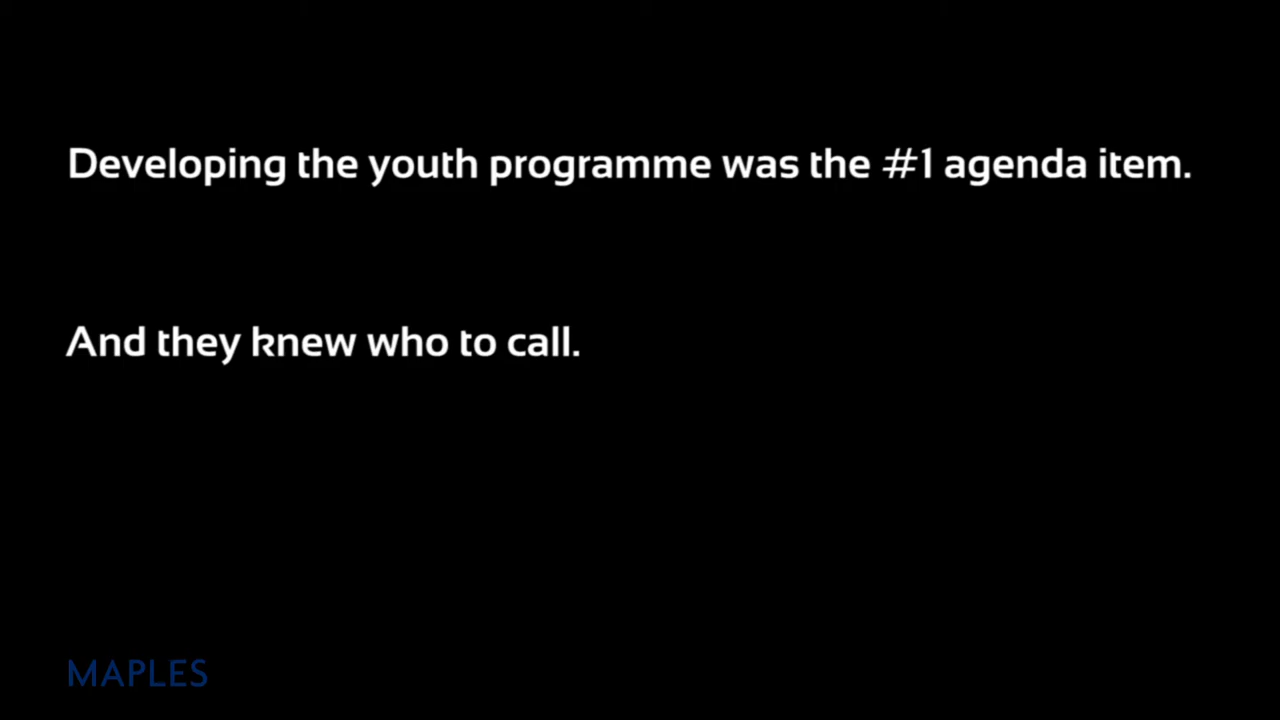 Developing the youth programme was the #1 agenda item.
And they knew who to call.
MAPLES